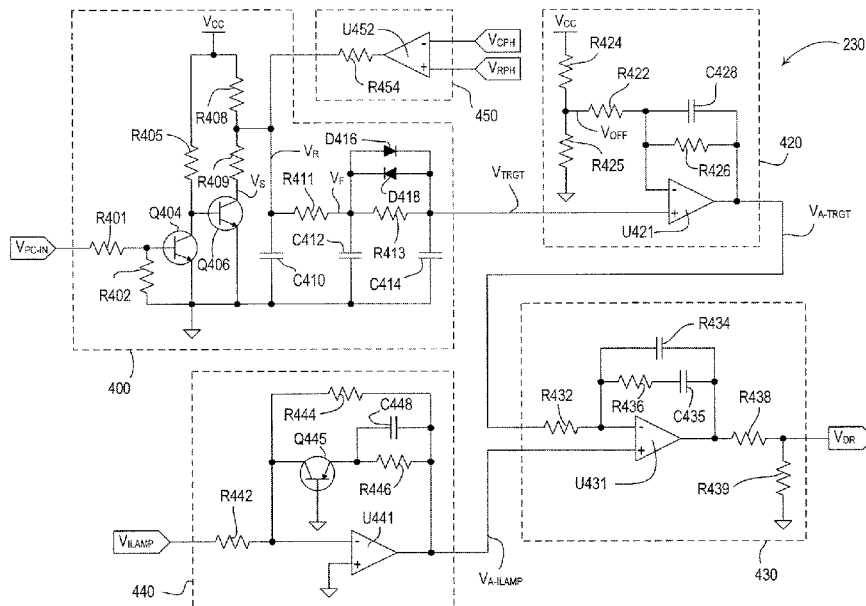 VCC
U452
VCPH
VRPH
R454
450
VCC
R424
R422
C428
230
VOFF
R425
R426
U421
420
R408
R405
R409
VS
VR
D416
D418
R411
VF
R413
C412
C410
C414
VTRGT
VA-TRGT
Q404
Q406
R401
VPC-IN
R402
400
R434
R432
R436
C435
R438
VDR
U431
R439
430
R444
C448
Q445
R446
R442
U441
VILAMP
440
VA-ILAMP